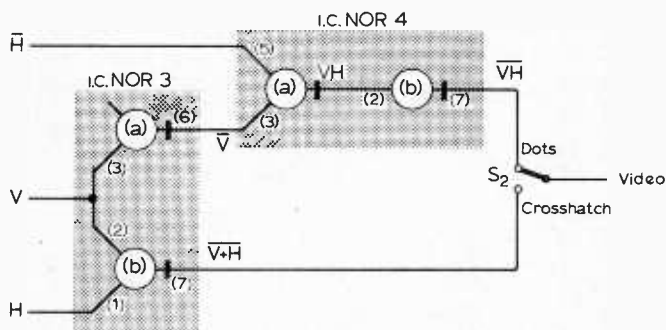 I.C. NOR 4
H̅
(5)
I.C. NOR 3
(a)
VH
(2)
(b)
V̅H̅
(7)
(6)
(a)
(3)
V̅
(3)
Dots
S₂
Video
V
Crosshatch
(2)
V̅+̅H̅
(b)
(7)
(1)
H